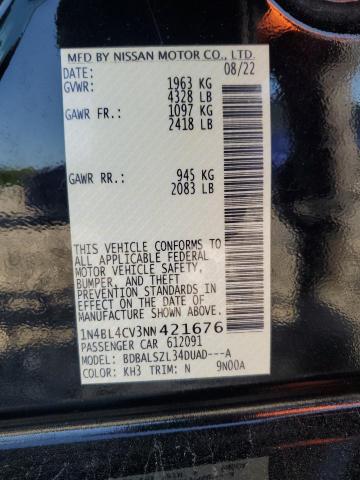 MFD BY NISSAN MOTOR CO., LTD.
DATE: 08/22
GVWR: 1963 KG
4328 LB
GAWR FR.: 1097 KG
2418 LB
GAWR RR.: 945 KG
2083 LB
THIS VEHICLE CONFORMS TO
ALL APPLICABLE FEDERAL
MOTOR VEHICLE SAFETY,
BUMPER, AND THEFT
PREVENTION STANDARDS IN
EFFECT ON THE DATE OF
MANUFACTURE SHOWN ABOVE.
1N4BL4CV3NN421676
PASSENGER CAR 612091
MODEL: BDBALSZL34DUAD---A
COLOR: KH3 TRIM: N 9N00A